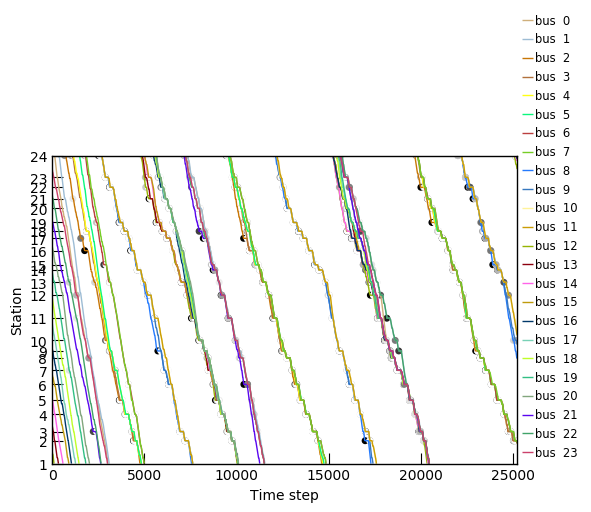 bus 0
bus 1
bus 2
bus 3
bus 4
bus 5
bus 6
bus 7
bus 8
bus 9
bus 10
bus 11
bus 12
bus 13
bus 14
bus 15
bus 16
bus 17
bus 18
bus 19
bus 20
bus 21
bus 22
bus 23
24
23
22
21
20
19
18
17
16
15
14
13
12
11
10
9
8
7
6
5
4
3
2
1
Station
0
5000
10000
15000
20000
25000
Time step